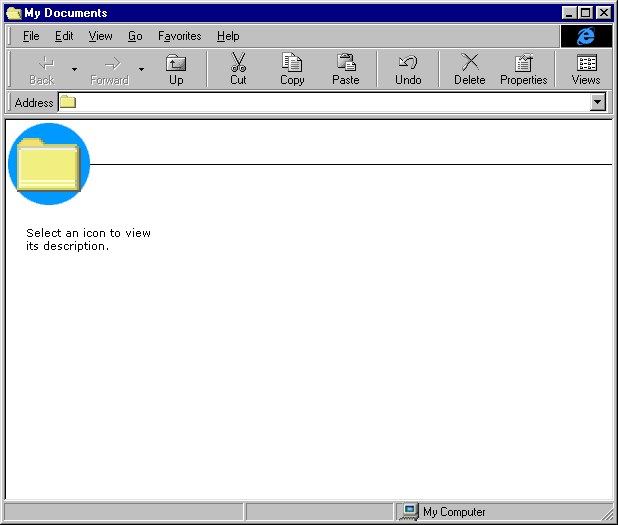 My Documents
File Edit View Go Favorites Help
Back Forward Up Cut Copy Paste Undo Delete Properties Views
Address
Select an icon to view
its description.
My Computer